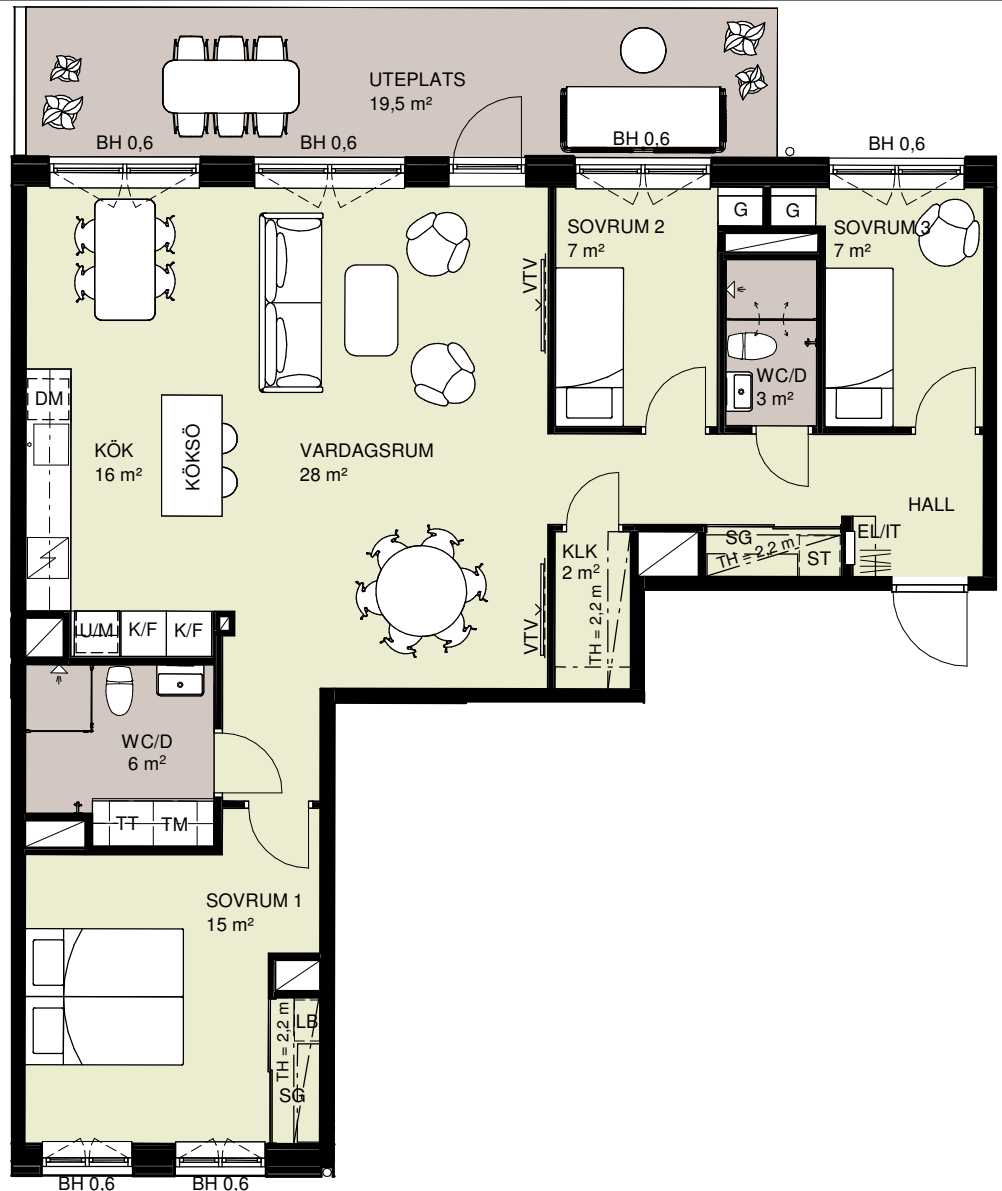 UTEPLATS
19,5 m²
BH 0,6
BH 0,6
BH 0,6
BH 0,6
G
G
SOVRUM 2
7 m²
SOVRUM 3
7 m²
VTV
WC/D
3 m²
DM
KÖK
16 m²
KÖKSÖ
VARDAGSRUM
28 m²
HALL
EL/IT
KLK
2 m²
TH = 2,2 m
SG
TH = 2,2 m
ST
VTV
U/M
K/F
K/F
WC/D
6 m²
TT
TM
SOVRUM 1
15 m²
TH = 2,2 m
LB
SG
BH 0,6
BH 0,6